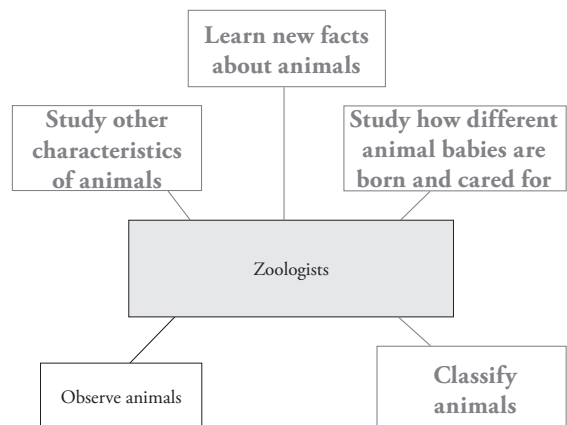 Learn new facts
about animals
Study other
characteristics
of animals
Study how different
animal babies are
born and cared for
Zoologists
Observe animals
Classify
animals